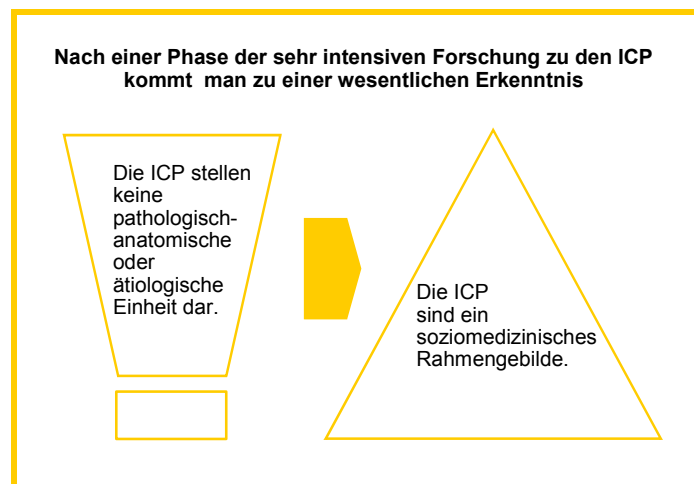 Nach einer Phase der sehr intensiven Forschung zu den ICP
kommt man zu einer wesentlichen Erkenntnis
Die ICP stellen
keine
pathologisch-
anatomische
oder
ätiologische
Einheit dar.
Die ICP
sind ein
soziomedizinisches
Rahmengebilde.